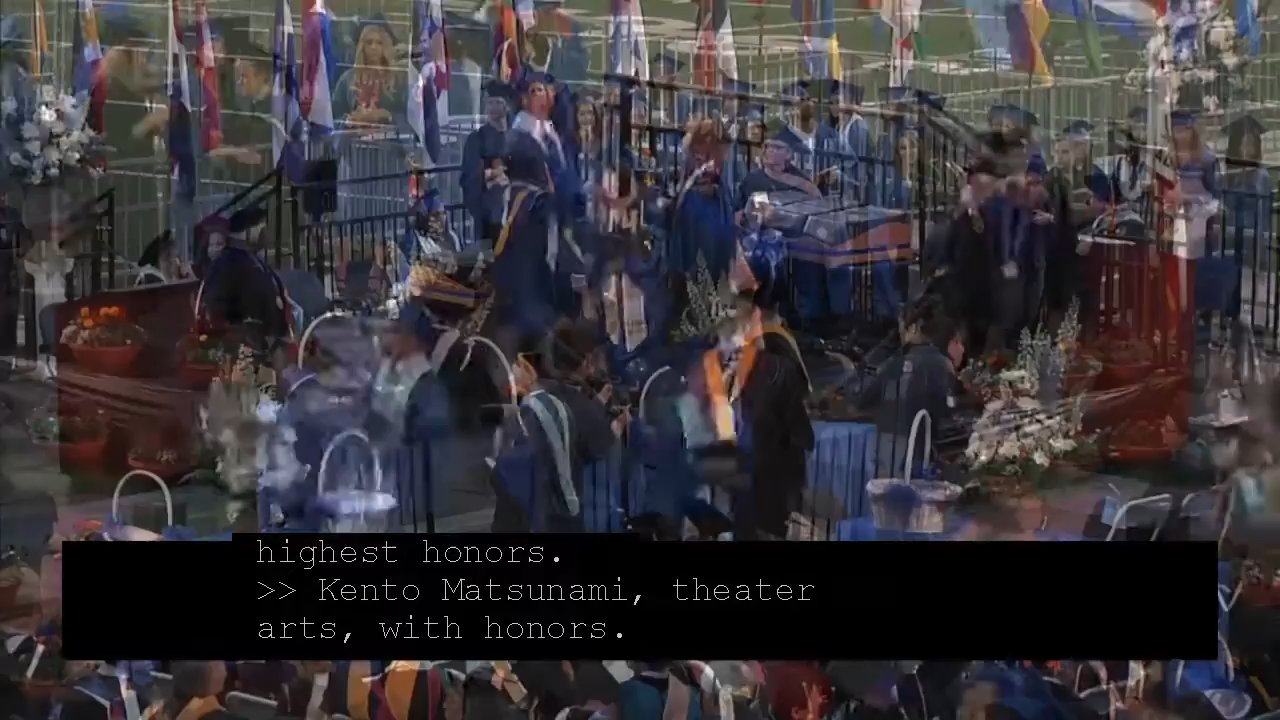 highest honors.
>> Kento Matsunami, theater
arts, with honors.